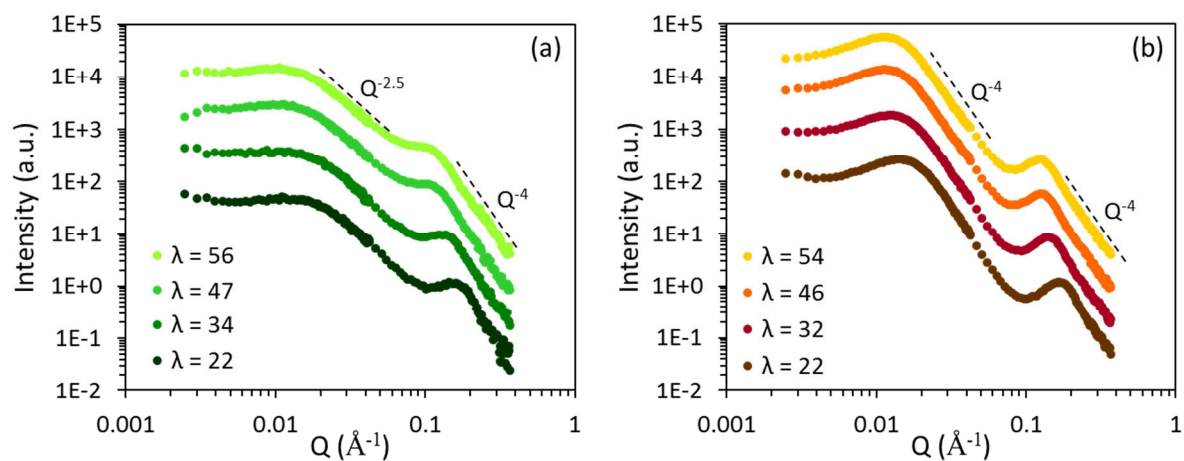 (a)
1E+5
1E+4
1E+3
1E+2
1E+1
1E+0
1E-1
1E-2
Intensity (a.u.)
Q⁻²·⁵
Q⁻⁴
λ = 56
λ = 47
λ = 34
λ = 22
0.001
0.01
0.1
1
Q (Å⁻¹)
(b)
1E+5
1E+4
1E+3
1E+2
1E+1
1E+0
1E-1
1E-2
Intensity (a.u.)
Q⁻⁴
Q⁻⁴
λ = 54
λ = 46
λ = 32
λ = 22
0.001
0.01
0.1
1
Q (Å⁻¹)